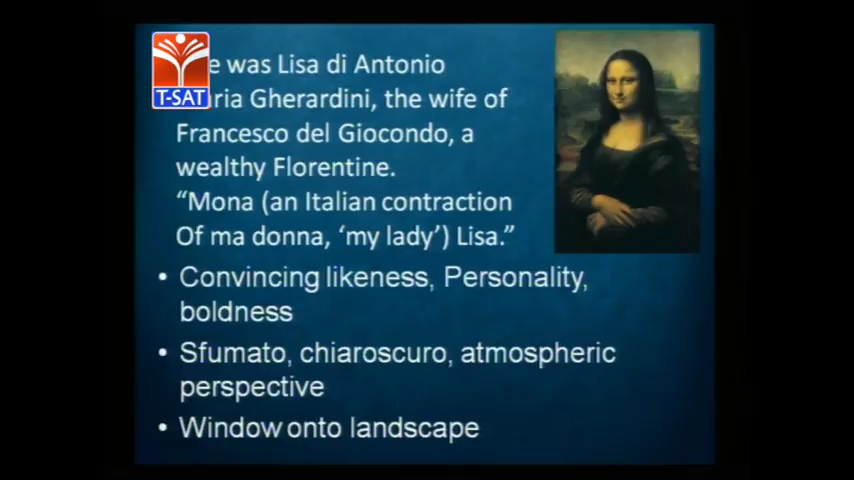 was Lisa di Antonio
T-SAT
Gherardini, the wife of
Francesco del Giocondo, a
wealthy Florentine.
“Mona (an Italian contraction
Of ma donna, ‘my lady’) Lisa.”
• Convincing likeness, Personality,
boldness
• Sfumato, chiaroscuro, atmospheric
perspective
• Window onto landscape